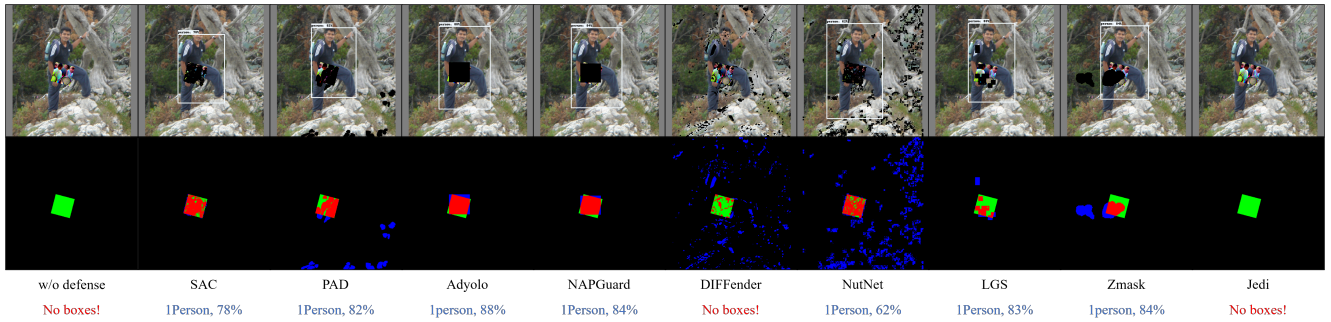 w/o defense SAC PAD Adyolo NAPGuard DIFFender NutNet LGS Zmask Jedi
No boxes! 1Person, 78% 1Person, 82% 1person, 88% 1Person, 84% No boxes! 1Person, 62% 1Person, 83% 1person, 84% No boxes!